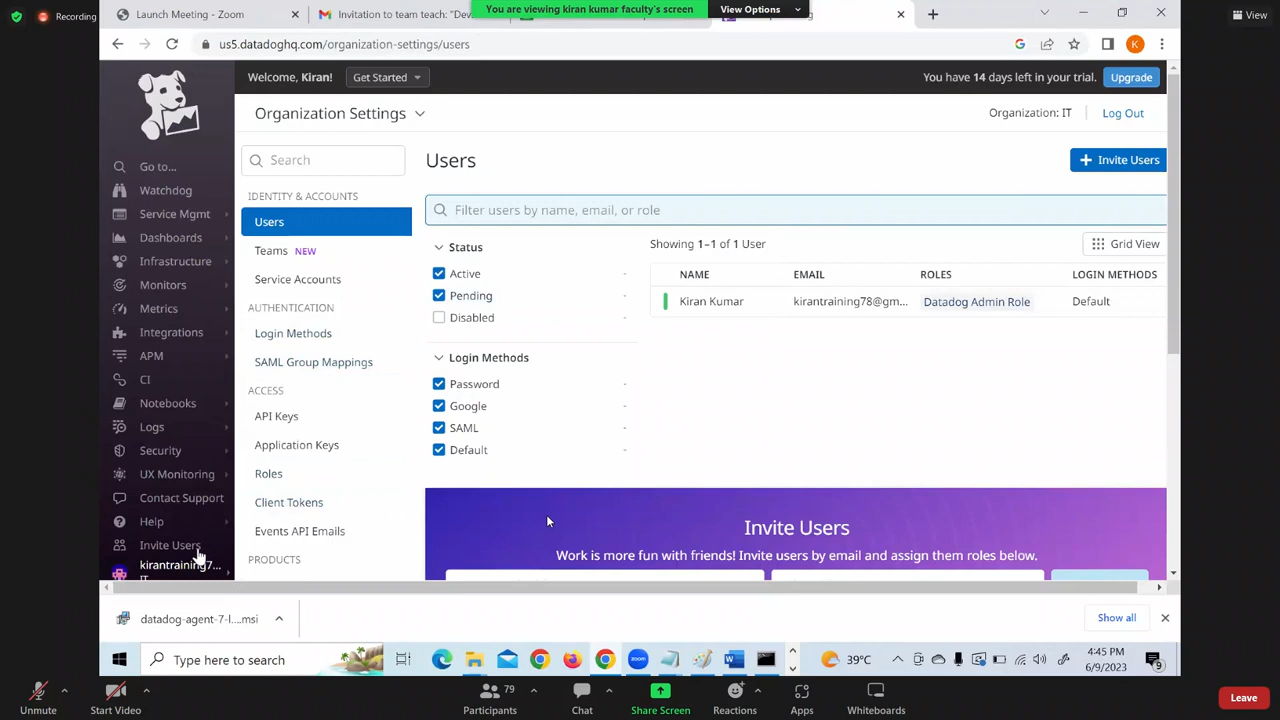 Recording
Launch Meeting - Zoom
Invitation to team teach: "Dev
You are viewing kiran kumar faculty's screen
View Options
View
us5.datadoghq.com/organization-settings/users
K
Welcome, Kiran!
Get Started
You have 14 days left in your trial.
Upgrade
Organization Settings
Organization: IT
Log Out
Go to...
Watchdog
Service Mgmt
Dashboards
Infrastructure
Monitors
Metrics
Integrations
APM
CI
Notebooks
Logs
Security
UX Monitoring
Contact Support
Help
Invite Users
kirantraining7...
IT
Search
IDENTITY & ACCOUNTS
Users
Teams NEW
Service Accounts
AUTHENTICATION
Login Methods
SAML Group Mappings
ACCESS
API Keys
Application Keys
Roles
Client Tokens
Events API Emails
PRODUCTS
Users
Invite Users
Filter users by name, email, or role
Status
Active -
Pending -
Disabled -
Login Methods
Password -
Google -
SAML -
Default -
Showing 1–1 of 1 User
Grid View
NAME EMAIL ROLES LOGIN METHODS
Kiran Kumar kirantraining78@gm... Datadog Admin Role Default
Invite Users
Work is more fun with friends! Invite users by email and assign them roles below.
datadog-agent-7-l....msi
Show all
Type here to search
39°C
4:45 PM
6/9/2023
9
Unmute
Start Video
79
Participants
Chat
Share Screen
Reactions
Apps
Whiteboards
Leave